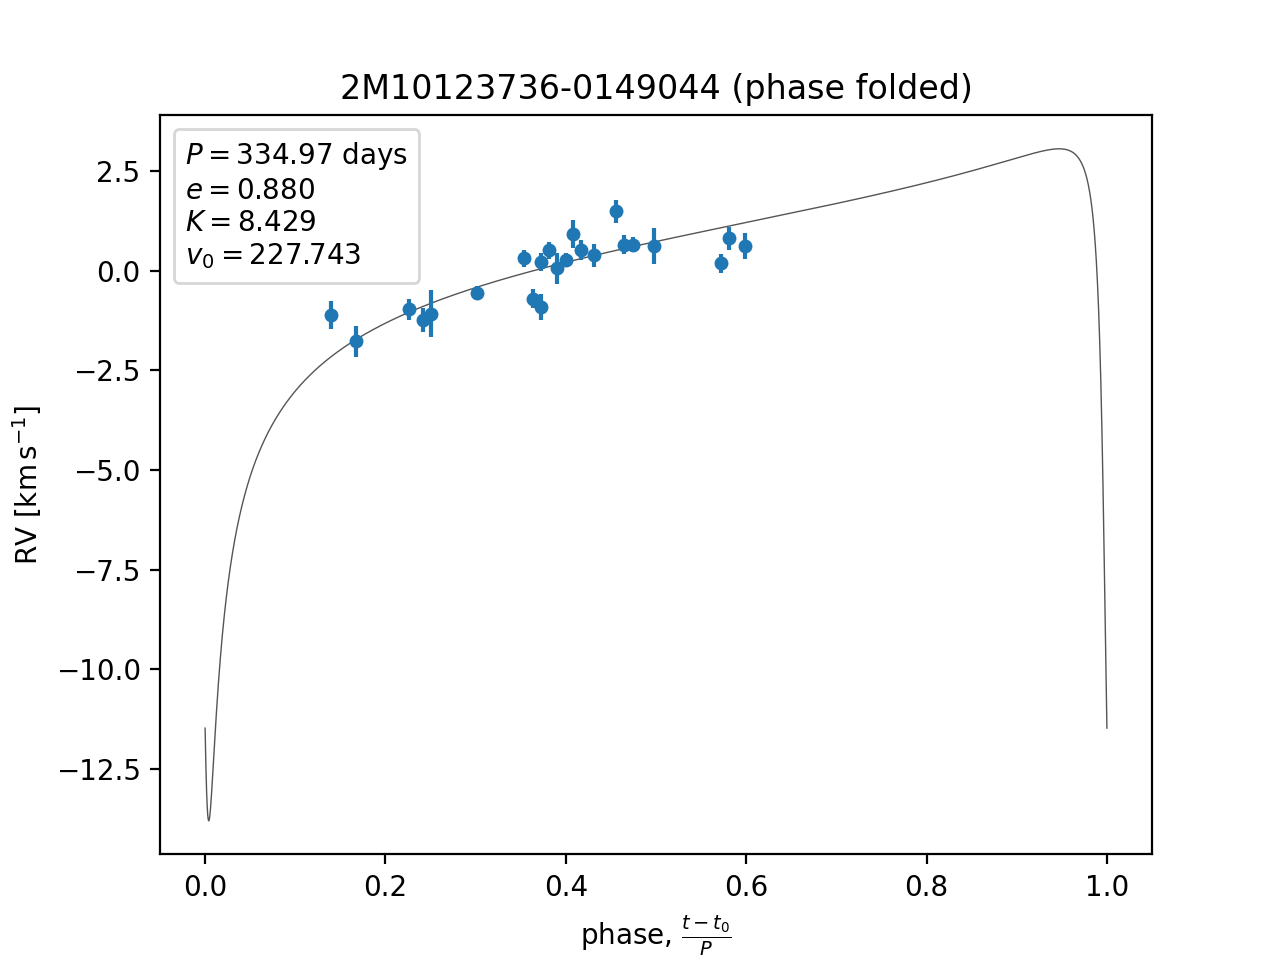 2M10123736-0149044 (phase folded)
P = 334.97 days
e = 0.880
K = 8.429
v₀ = 227.743
2.5
0.0
−2.5
−5.0
−7.5
−10.0
−12.5
RV [km s⁻¹]
0.0 0.2 0.4 0.6 0.8 1.0
phase, (t − t₀)/P